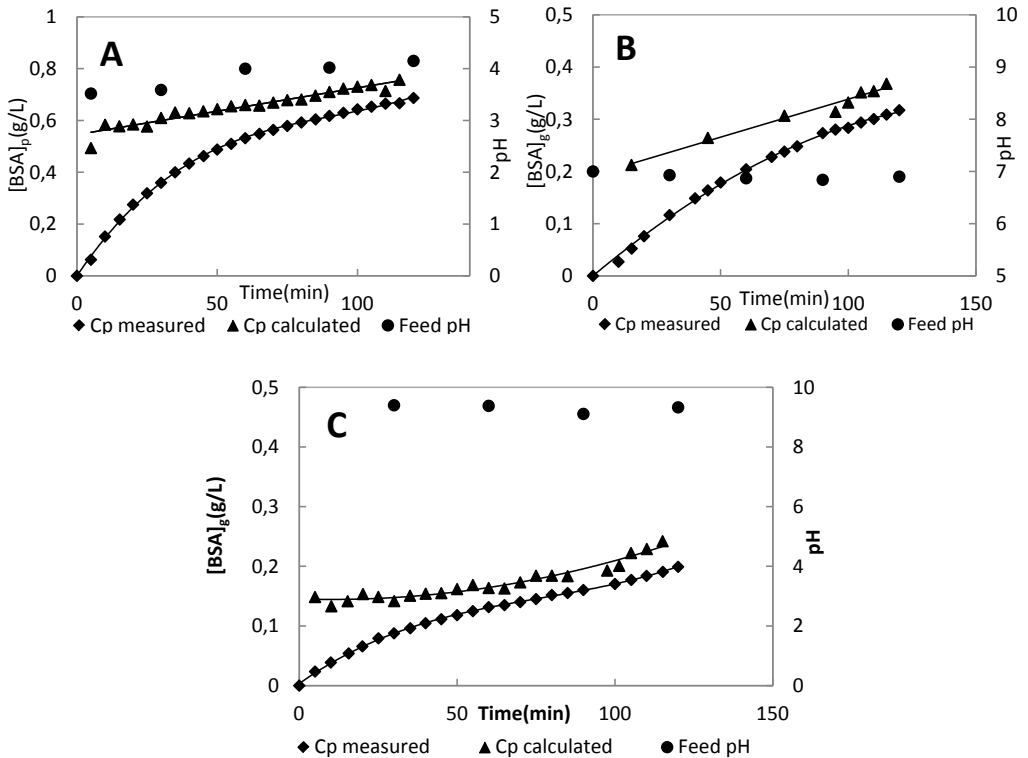 A
[BSA]p(g/L)
1
0,8
0,6
0,4
0,2
0
5
4
3
2
1
0
pH
0 50 100
Time(min)
Cp measured Cp calculated Feed pH
B
[BSA]g(g/L)
0,5
0,4
0,3
0,2
0,1
0
10
9
8
7
6
5
pH
0 50 100 150
Time(min)
Cp measured Cp calculated Feed pH
C
[BSA]g(g/L)
0,5
0,4
0,3
0,2
0,1
0
10
8
6
4
2
0
pH
0 50 Time(min) 100 150
Cp measured Cp calculated Feed pH